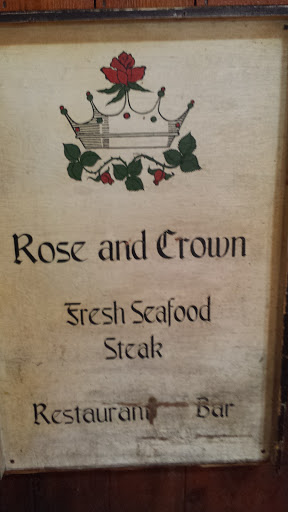 Rose and Crown
Fresh Seafood
Steak
Restaurant Bar